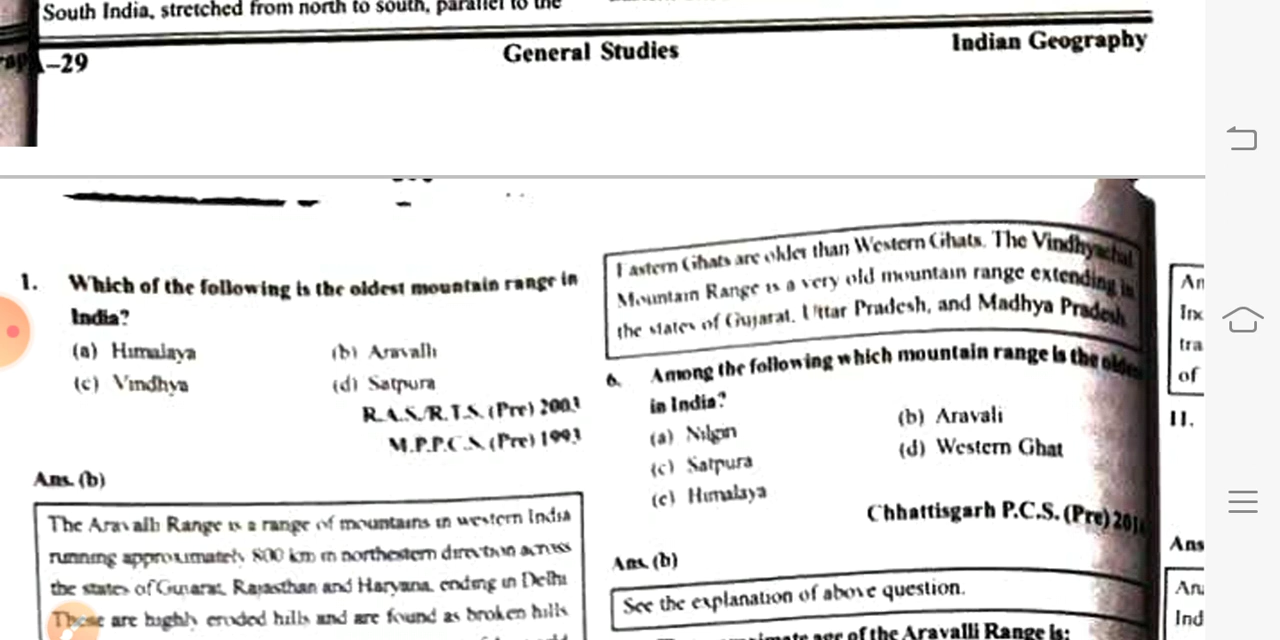 South India, stretched from north to south, parallel to the
A–29
General Studies
Indian Geography
1. Which of the following is the oldest mountain range in
India?
(a) Himalaya (b) Aravalli
(c) Vindhya (d) Satpura
R.A.S./R.T.S. (Pre) 2003
M.P.P.C.S. (Pre) 1993
Ans. (b)
The Aravalli Range is a range of mountains in western India
running approximately 800 km in northestern direction across
the states of Gujarat, Rajasthan and Haryana, ending in Delhi
These are highly eroded hills and are found as broken hills
Eastern Ghats are older than Western Ghats. The Vindhyachal
Mountain Range is a very old mountain range extending in
the states of Gujarat, Uttar Pradesh, and Madhya Pradesh
6. Among the following which mountain range is the
in India?
(a) Nilgiri (b) Aravali
(c) Satpura (d) Western Ghat
(e) Himalaya
Chhattisgarh P.C.S. (Pre)
Ans. (b)
See the explanation of above question.
age of the Aravalli Range is:
of
11.
Ans
Ind